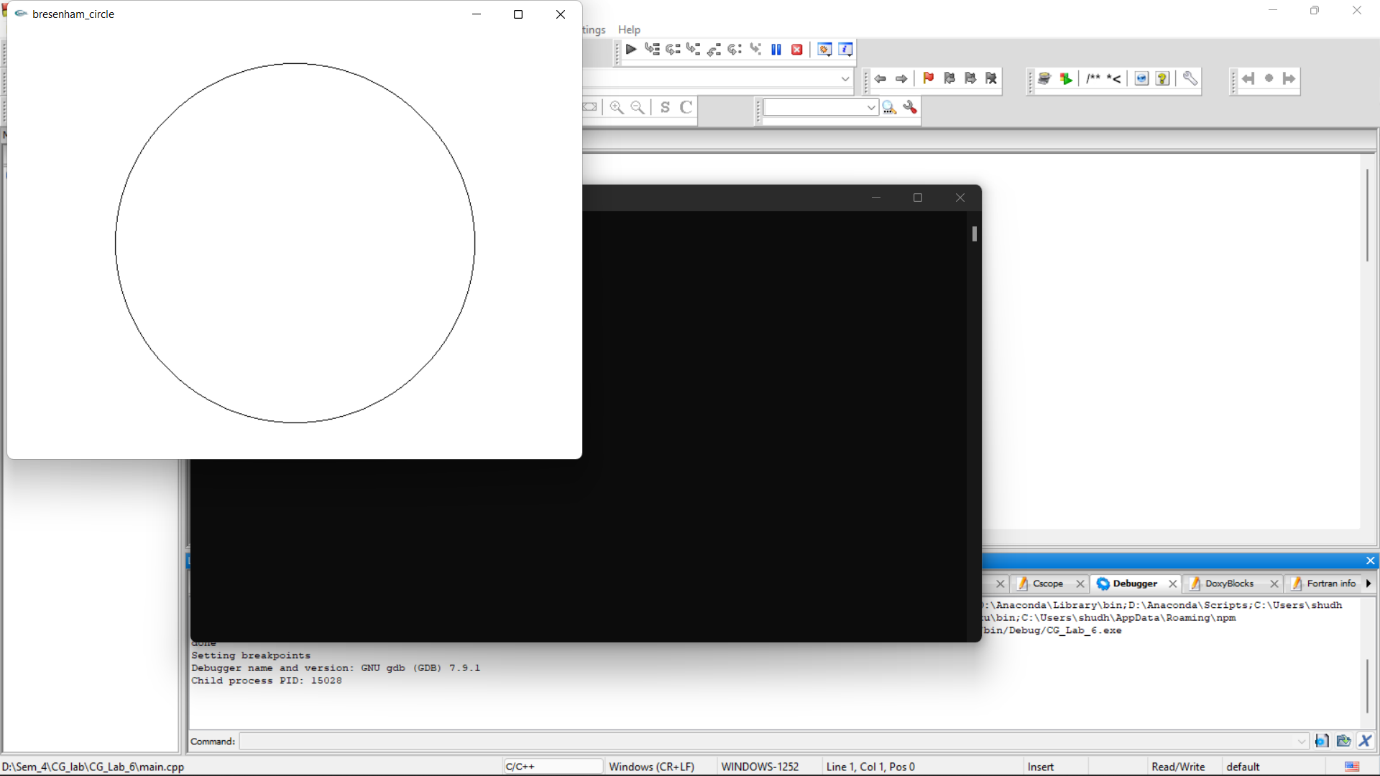 bresenham_circle
tings Help
/** *<
S C
Cscope
Debugger
DoxyBlocks
Fortran info
:\Anaconda\Library\bin;D:\Anaconda\Scripts;C:\Users\shudh
u\bin;C:\Users\shudh\AppData\Roaming\npm
bin/Debug/CG_Lab_6.exe
done
Setting breakpoints
Debugger name and version: GNU gdb (GDB) 7.9.1
Child process PID: 15028
Command:
D:\Sem_4\CG_lab\CG_Lab_6\main.cpp C/C++ Windows (CR+LF) WINDOWS-1252 Line 1, Col 1, Pos 0 Insert Read/Write default